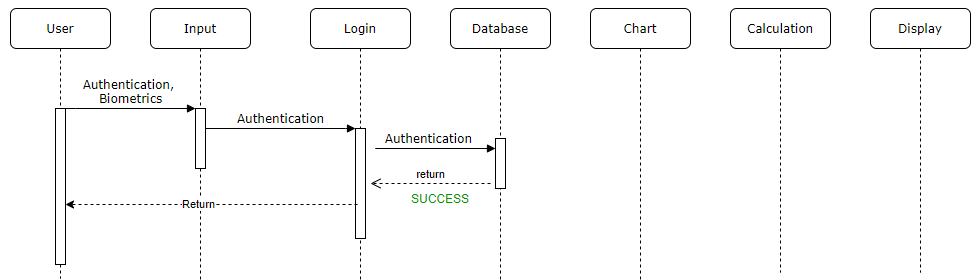 User
Input
Login
Database
Chart
Calculation
Display
Authentication,
Biometrics
Authentication
Authentication
return
SUCCESS
Return